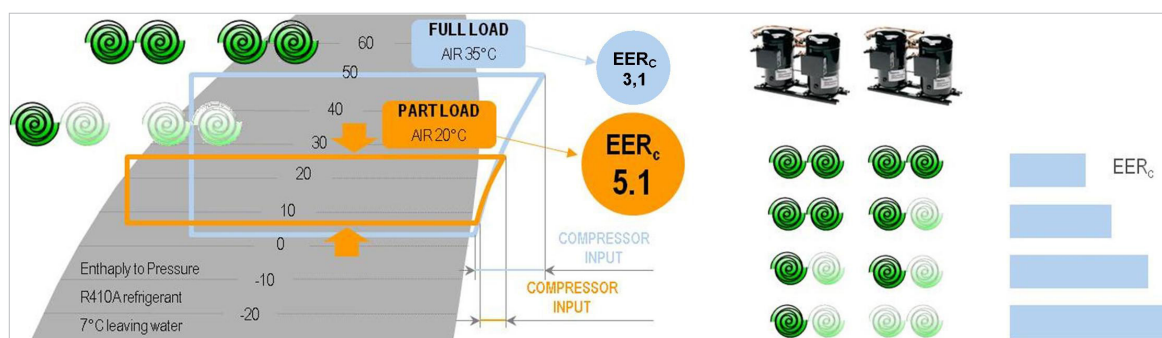 60
FULL LOAD
AIR 35°C
EERc
3,1
50
40
PART LOAD
AIR 20°C
30
EERc
5.1
20
10
0
COMPRESSOR
INPUT
Enthaply to Pressure
-10
COMPRESSOR
INPUT
R410A refrigerant
-20
7°C leaving water
EERc